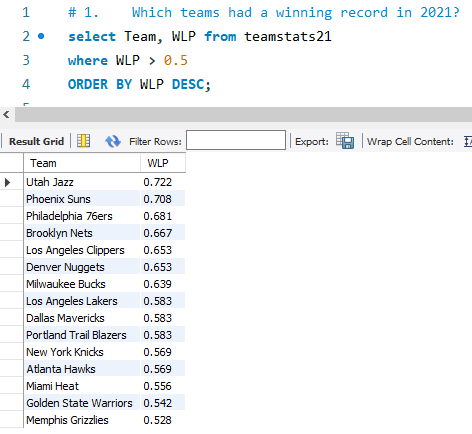 1 # 1. Which teams had a winning record in 2021?
2 select Team, WLP from teamstats21
3 where WLP > 0.5
4 ORDER BY WLP DESC;
Result Grid Filter Rows: Export: Wrap Cell Content:
Team WLP
Utah Jazz 0.722
Phoenix Suns 0.708
Philadelphia 76ers 0.681
Brooklyn Nets 0.667
Los Angeles Clippers 0.653
Denver Nuggets 0.653
Milwaukee Bucks 0.639
Los Angeles Lakers 0.583
Dallas Mavericks 0.583
Portland Trail Blazers 0.583
New York Knicks 0.569
Atlanta Hawks 0.569
Miami Heat 0.556
Golden State Warriors 0.542
Memphis Grizzlies 0.528